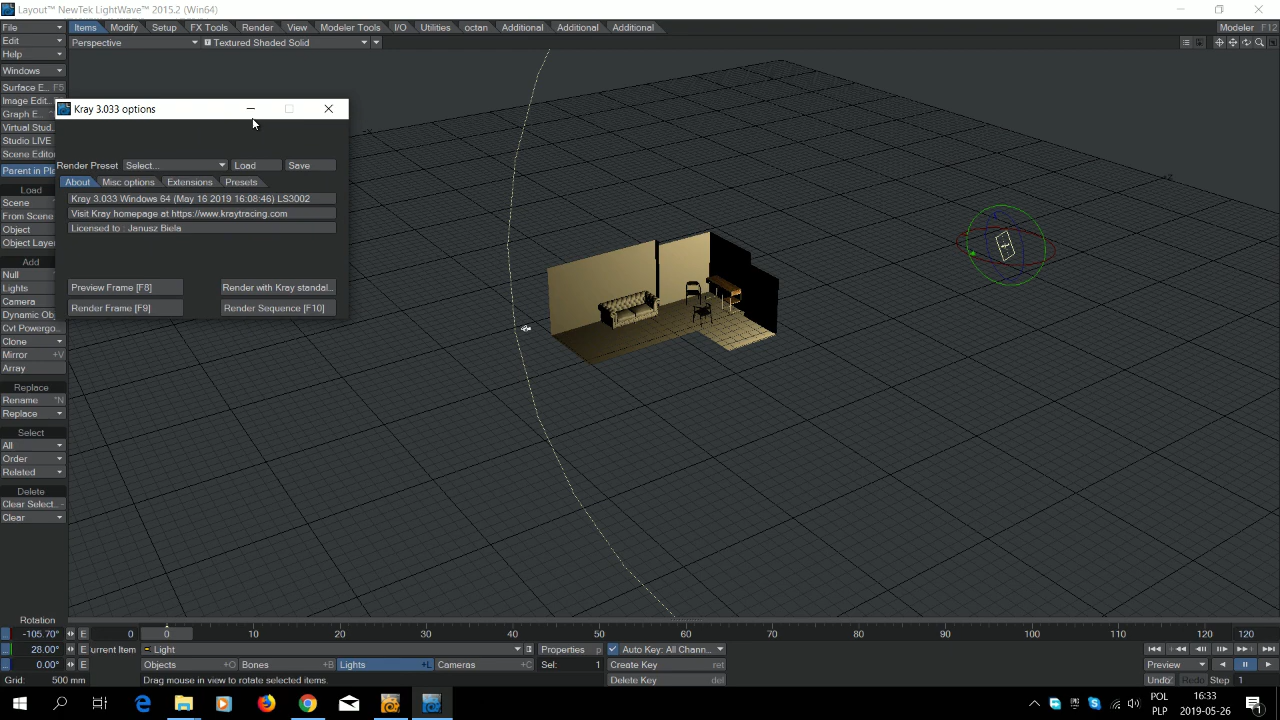 Layout™ NewTek LightWave™ 2015.2 (Win64)
File Items Modify Setup FX Tools Render View Modeler Tools I/O Utilities octan Additional Additional Additional Modeler F12
Edit Perspective Textured Shaded Solid
Help
Windows
Surface E... F5
Image Edit...
Graph E...
Virtual Stud...
Studio LIVE
Scene Editor
Parent in Pla
Load
Scene
From Scene
Object
Object Layer
Add
Null
Lights
Camera
Dynamic Obj
Cvt Powergo
Clone
Mirror +V
Array
Replace
Rename ^N
Replace
Select
All
Order
Related
Delete
Clear Select... -
Clear
Kray 3.033 options
Render Preset Select... Load Save
About Misc options Extensions Presets
Kray 3.033 Windows 64 (May 16 2019 16:08:46) LS3002
Visit Kray homepage at https://www.kraytracing.com
Licensed to : Janusz Biela
Preview Frame [F8] Render with Kray standal...
Render Frame [F9] Render Sequence [F10]
Rotation
-105.70° E 0 0 10 20 30 40 50 60 70 80 90 100 110 120 120
28.00° E urrent Item Light Properties p Auto Key: All Chann...
0.00° E Objects +O Bones +B Lights +L Cameras +C Sel: 1 Create Key ret Preview
Grid: 500 mm Drag mouse in view to rotate selected items. Delete Key del Undo Redo Step 1
POL 16:33
PLP 2019-05-26